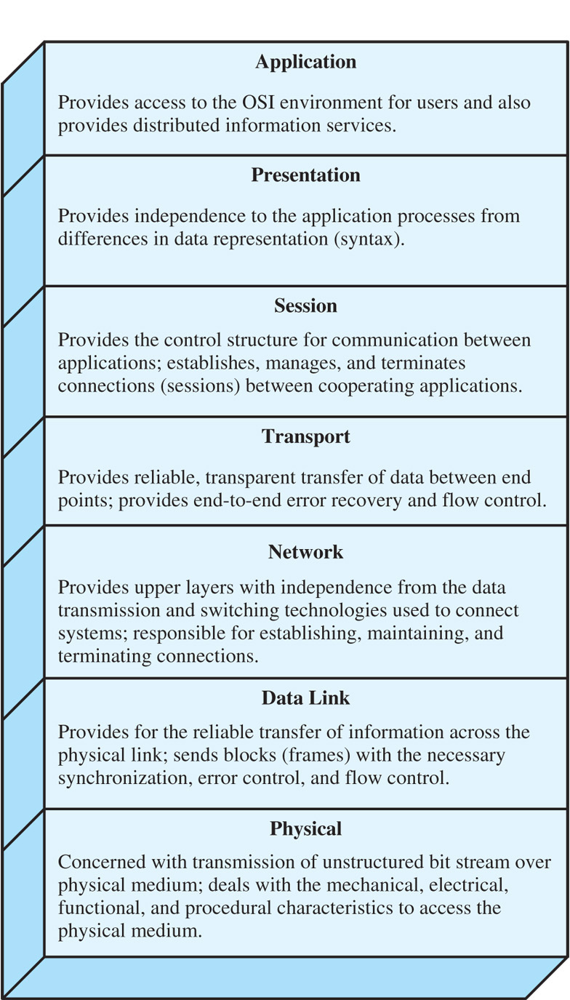 Application
Provides access to the OSI environment for users and also
provides distributed information services.
Presentation
Provides independence to the application processes from
differences in data representation (syntax).
Session
Provides the control structure for communication between
applications; establishes, manages, and terminates
connections (sessions) between cooperating applications.
Transport
Provides reliable, transparent transfer of data between end
points; provides end-to-end error recovery and flow control.
Network
Provides upper layers with independence from the data
transmission and switching technologies used to connect
systems; responsible for establishing, maintaining, and
terminating connections.
Data Link
Provides for the reliable transfer of information across the
physical link; sends blocks (frames) with the necessary
synchronization, error control, and flow control.
Physical
Concerned with transmission of unstructured bit stream over
physical medium; deals with the mechanical, electrical,
functional, and procedural characteristics to access the
physical medium.